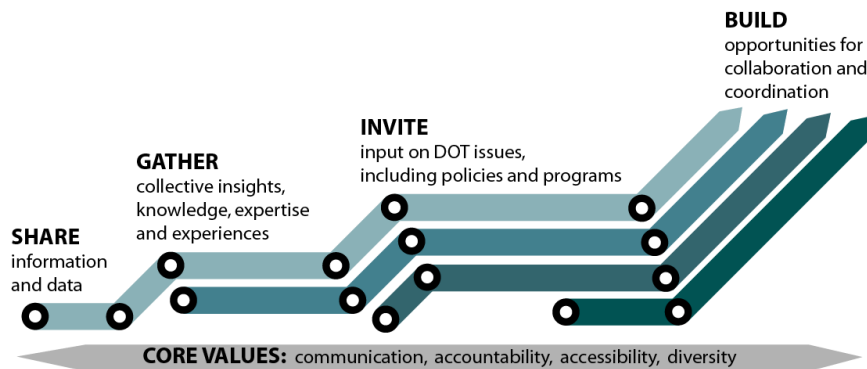 SHARE
information
and data
GATHER
collective insights,
knowledge, expertise
and experiences
INVITE
input on DOT issues,
including policies and programs
BUILD
opportunities for
collaboration and
coordination
CORE VALUES: communication, accountability, accessibility, diversity